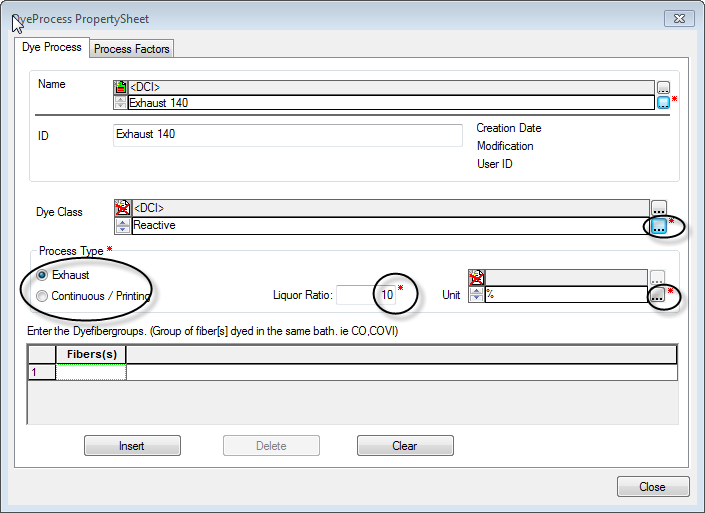 DyeProcess PropertySheet
Dye Process
Process Factors
Name
<DCI>
...
Exhaust 140
... *
ID
Exhaust 140
Creation Date
Modification
User ID
Dye Class
<DCI>
...
Reactive
... *
Process Type *
Exhaust
Continuous / Printing
Liquor Ratio:
10 *
Unit
...
%
... *
Enter the Dyefibergroups. (Group of fiber[s] dyed in the same bath. ie CO,COVI)
Fibers(s)
1
Insert
Delete
Clear
Close